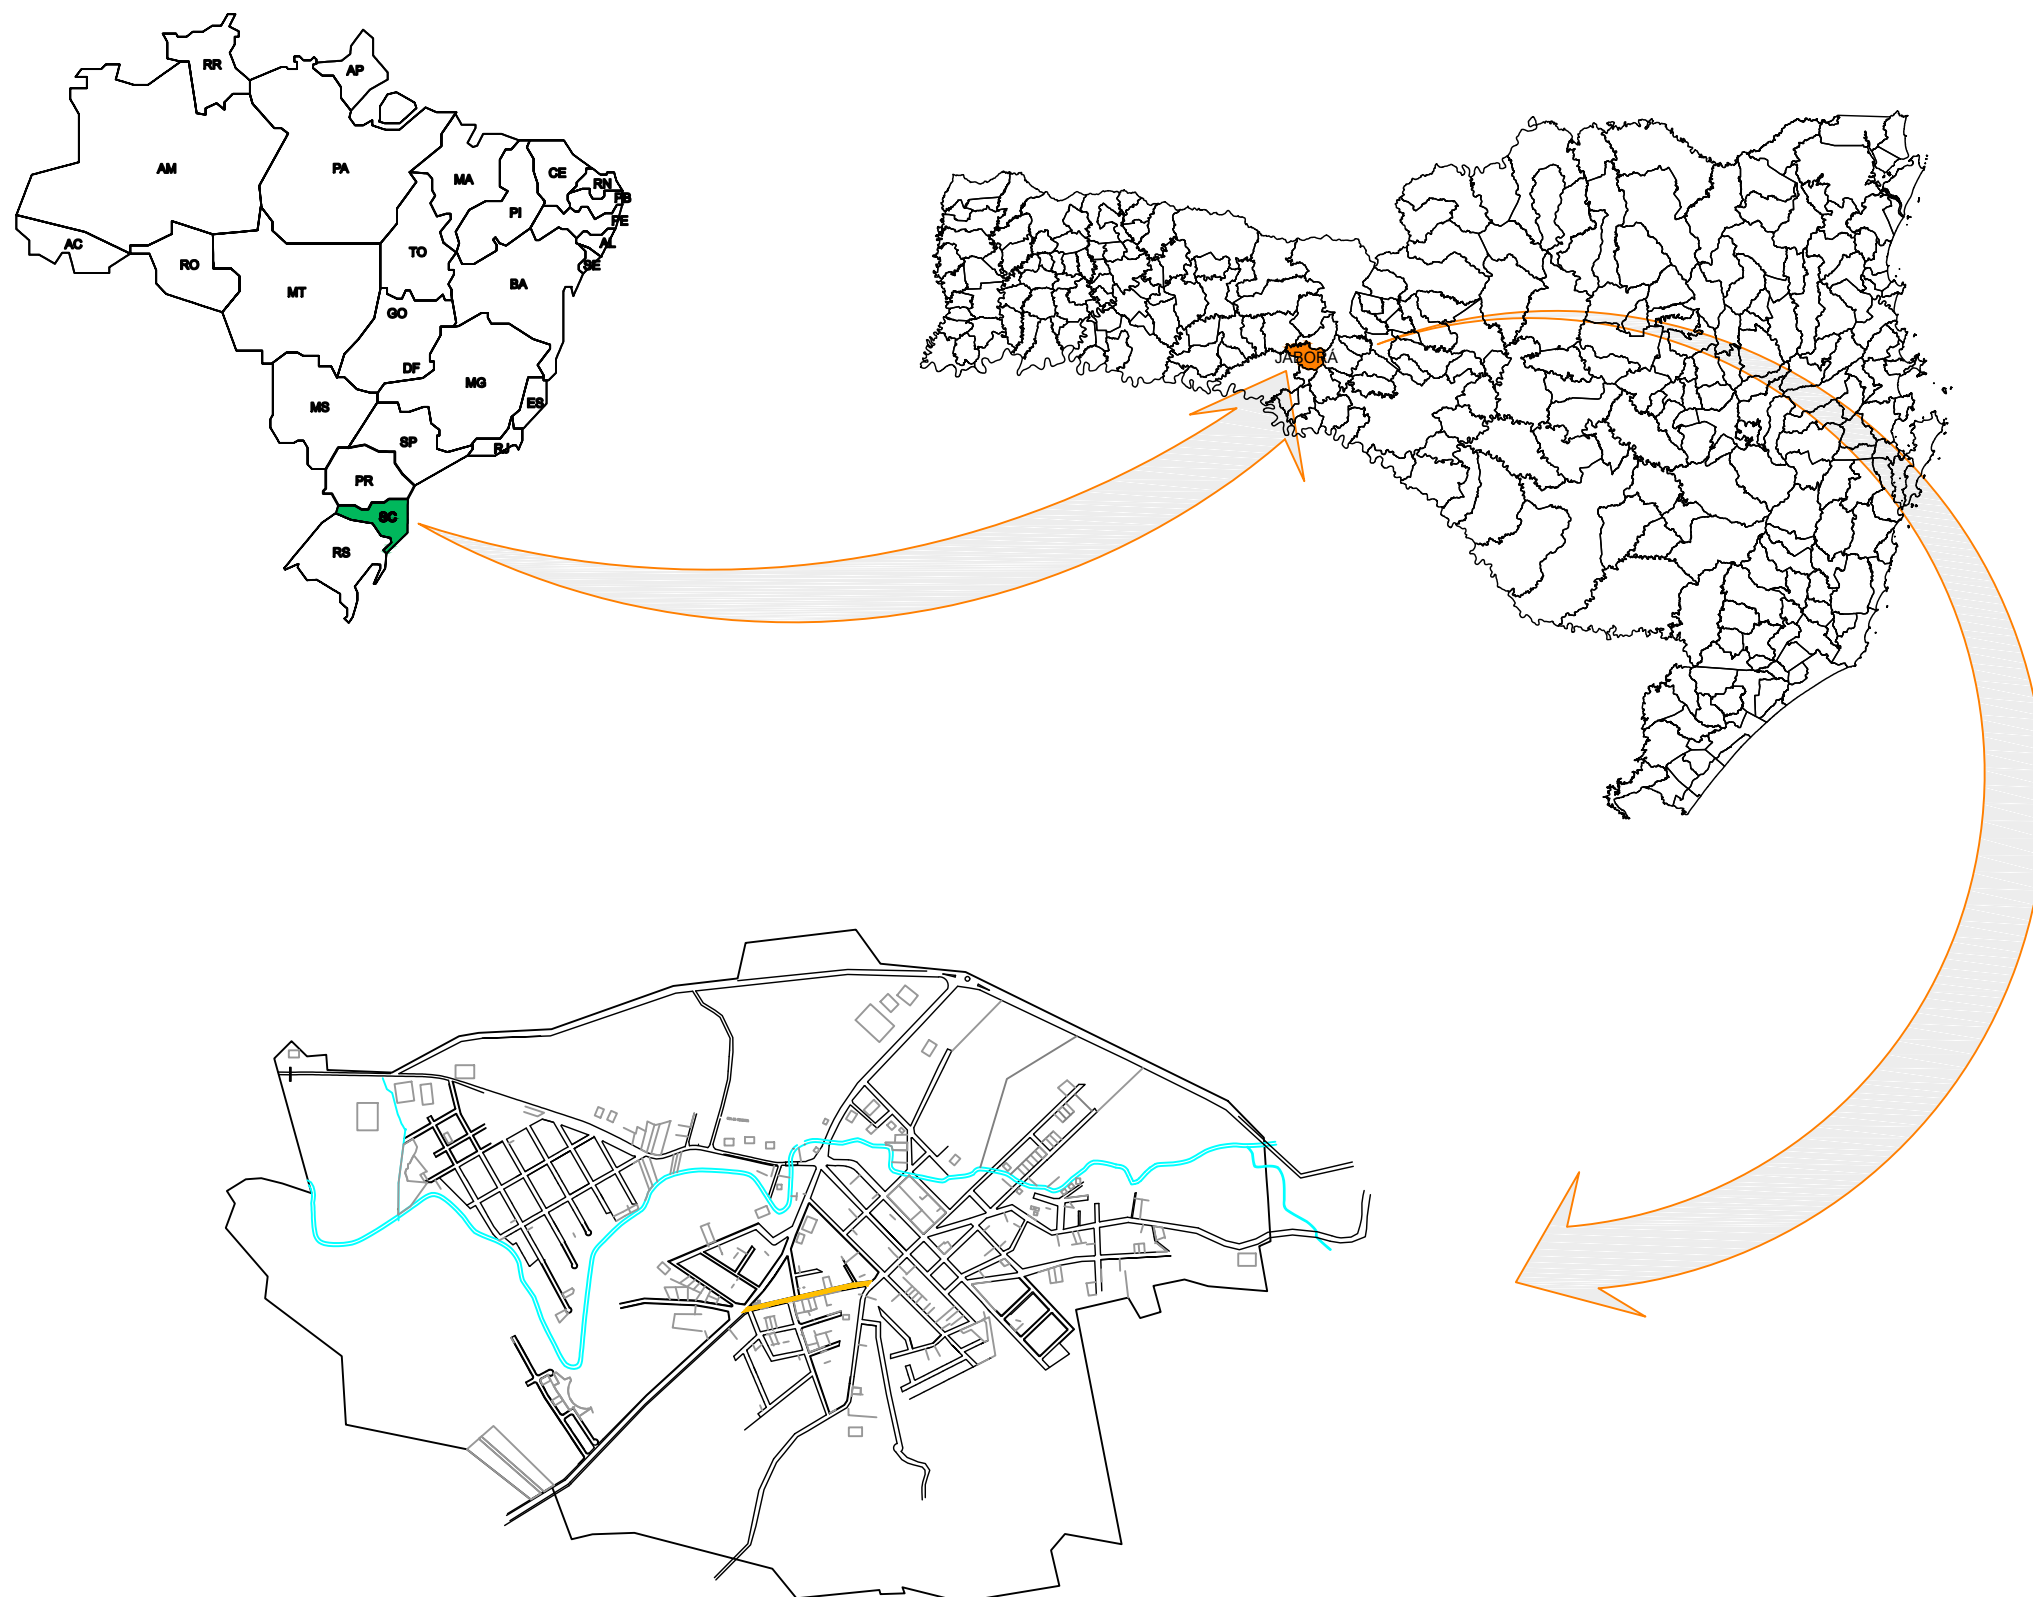 RR
AP
AM
PA
MA
CE
RN
PB
PI
PE
AC
TO
AL
RO
SE
BA
MT
GO
DF
MG
MS
ES
SP
RJ
PR
SC
RS
JABORÁ